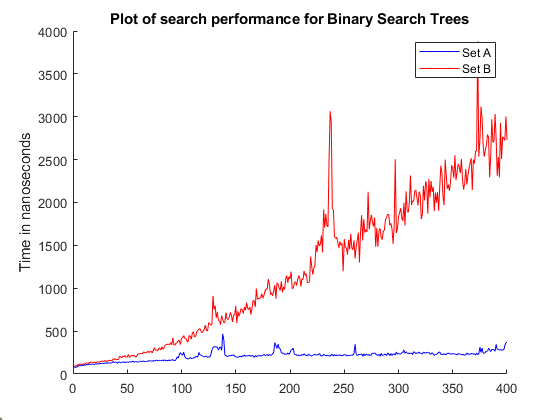 Plot of search performance for Binary Search Trees
4000
3500
3000
2500
2000
1500
1000
500
0
Time in nanoseconds
Set A
Set B
0 50 100 150 200 250 300 350 400